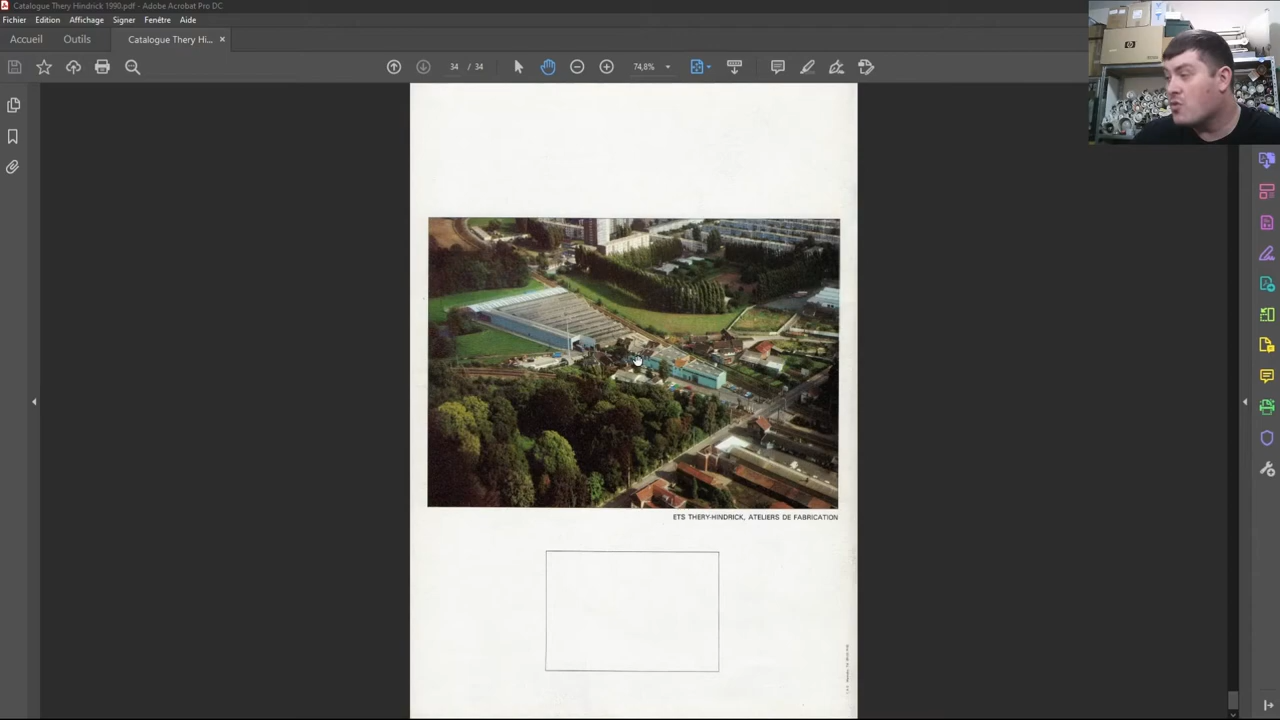 Catalogue Thery Hindrick 1990.pdf - Adobe Acrobat Pro DC
Fichier Edition Affichage Signer Fenêtre Aide
Accueil Outils Catalogue Thery Hi... ×
34 / 34 74,8%
ETS THERY-HINDRICK, ATELIERS DE FABRICATION